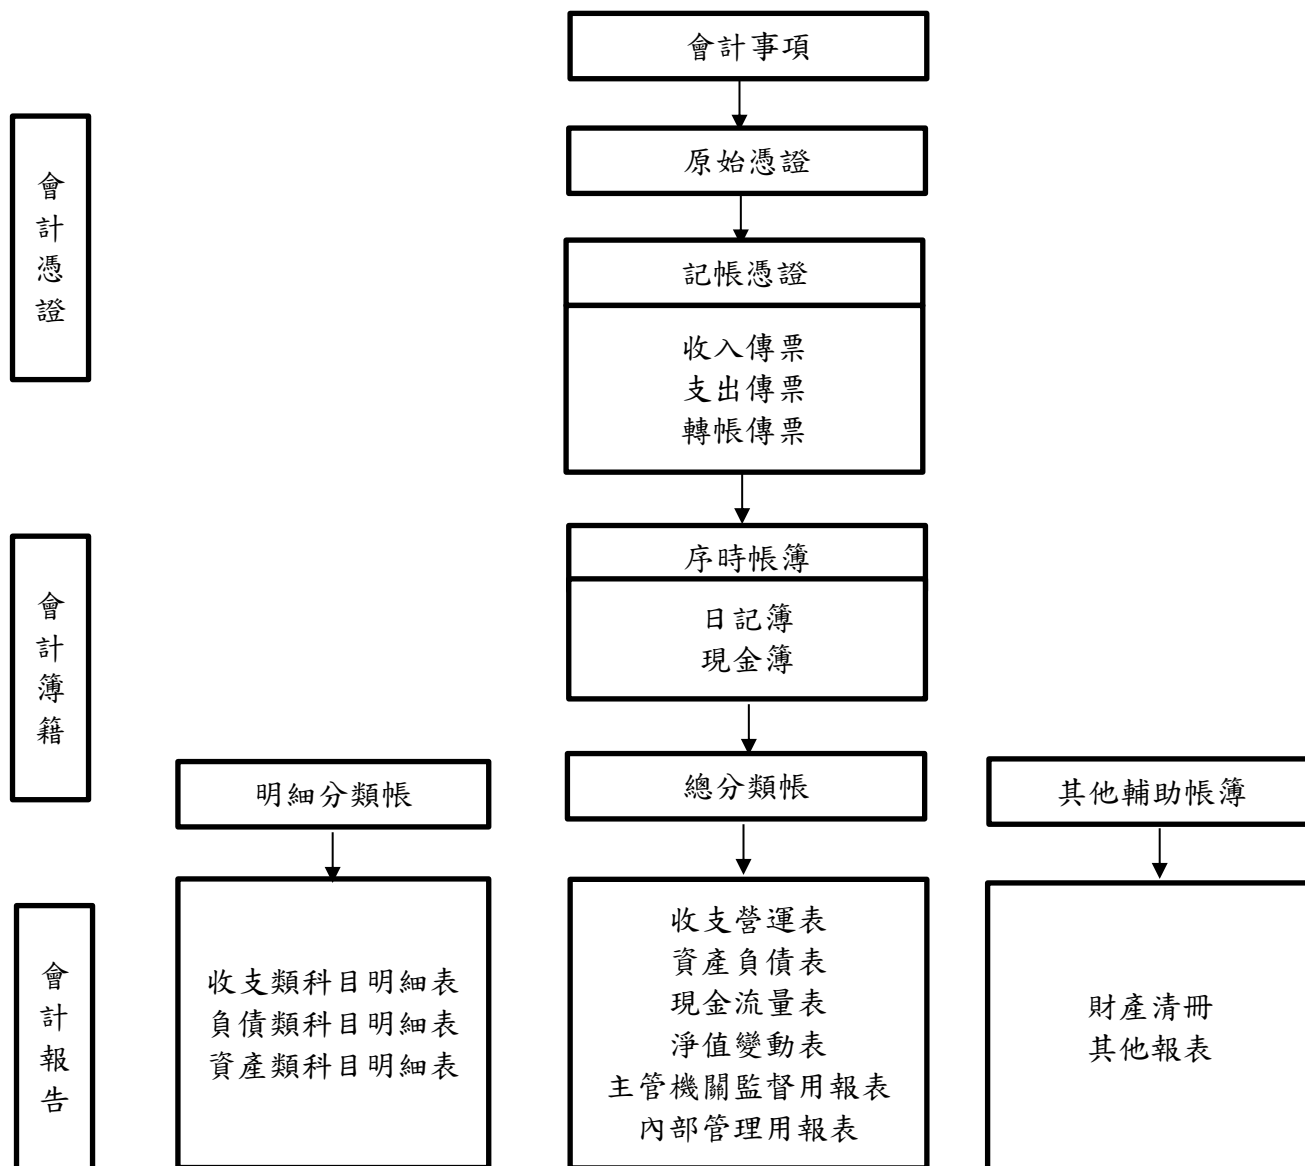 會計事項
會計憑證
原始憑證
記帳憑證
收入傳票
支出傳票
轉帳傳票
會計簿籍
序時帳簿
日記簿
現金簿
明細分類帳
總分類帳
其他輔助帳簿
會計報告
收支類科目明細表
負債類科目明細表
資產類科目明細表
收支營運表
資產負債表
現金流量表
淨值變動表
主管機關監督用報表
內部管理用報表
財產清冊
其他報表